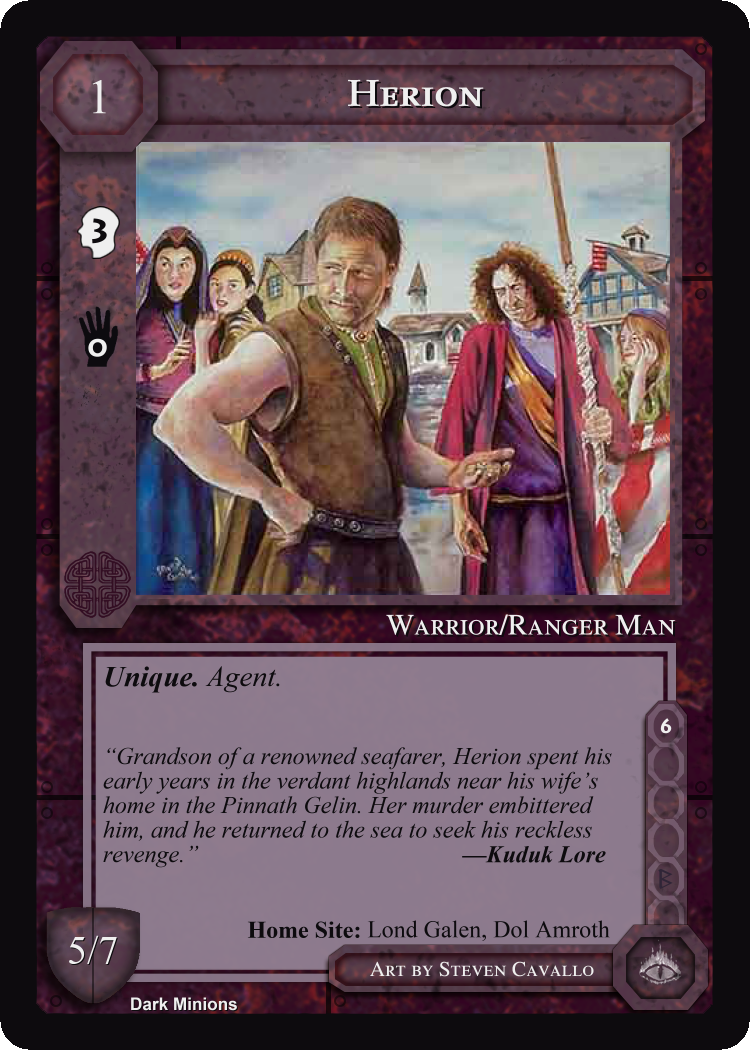 1
Herion
3
0
Warrior/Ranger Man
Unique. Agent.
6
“Grandson of a renowned seafarer, Herion spent his
early years in the verdant highlands near his wife’s
home in the Pinnath Gelin. Her murder embittered
him, and he returned to the sea to seek his reckless
revenge.” —Kuduk Lore
Home Site: Lond Galen, Dol Amroth
5/7
Art by Steven Cavallo
Dark Minions